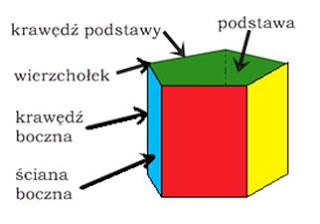 krawędź podstawy
podstawa
wierzchołek
krawędź
boczna
ściana
boczna